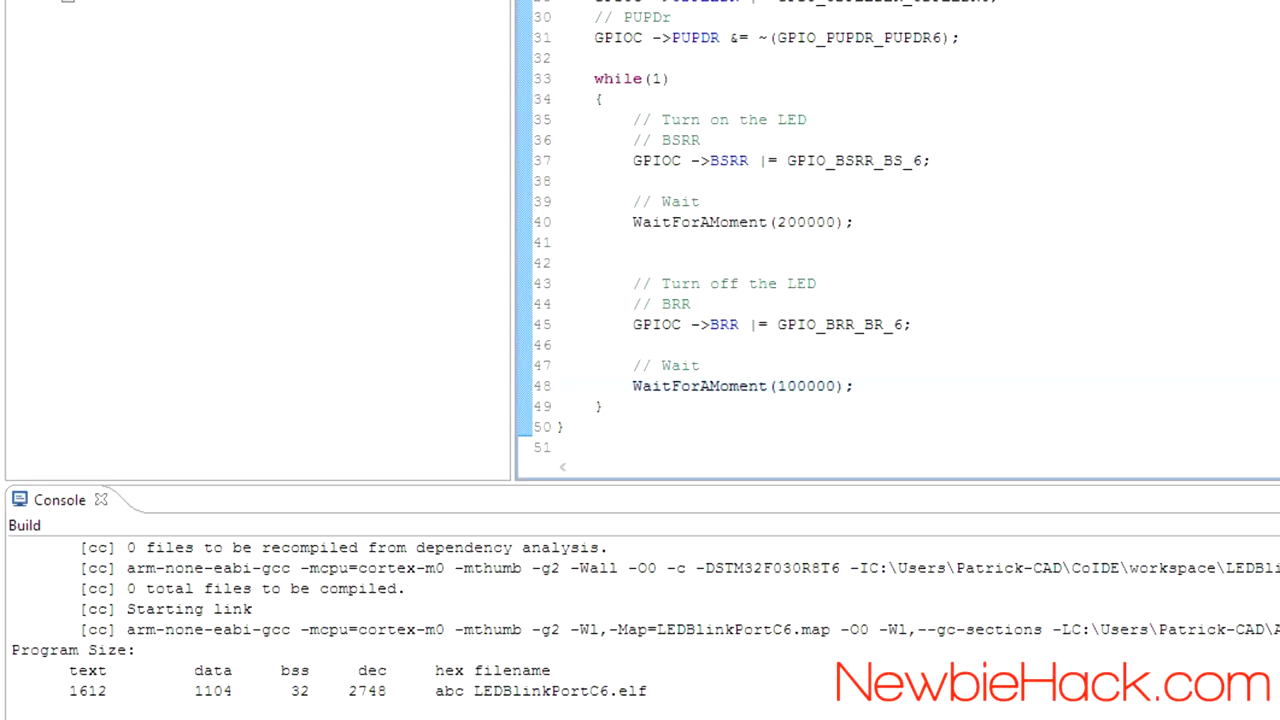 30 // PUPDr
31 GPIOC ->PUPDR &= ~(GPIO_PUPDR_PUPDR6);
32
33 while(1)
34 {
35 // Turn on the LED
36 // BSRR
37 GPIOC ->BSRR |= GPIO_BSRR_BS_6;
38
39 // Wait
40 WaitForAMoment(200000);
41
42
43 // Turn off the LED
44 // BRR
45 GPIOC ->BRR |= GPIO_BRR_BR_6;
46
47 // Wait
48 WaitForAMoment(100000);
49 }
50 }
51
Console
Build
[cc] 0 files to be recompiled from dependency analysis.
[cc] arm-none-eabi-gcc -mcpu=cortex-m0 -mthumb -g2 -Wall -O0 -c -DSTM32F030R8T6 -IC:\Users\Patrick-CAD\CoIDE\workspace\LEDBli
[cc] 0 total files to be compiled.
[cc] Starting link
[cc] arm-none-eabi-gcc -mcpu=cortex-m0 -mthumb -g2 -Wl,-Map=LEDBlinkPortC6.map -O0 -Wl,--gc-sections -LC:\Users\Patrick-CAD\A
Program Size:
text data bss dec hex filename
1612 1104 32 2748 abc LEDBlinkPortC6.elf
NewbieHack.com